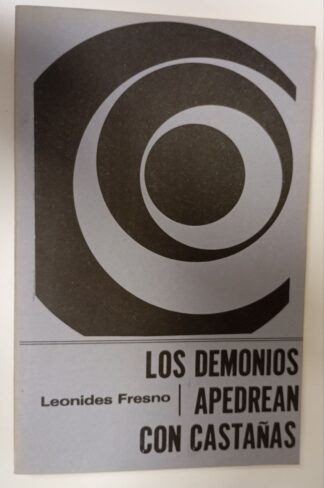 LOS DEMONIOS
Leonides Fresno | APEDREAN
CON CASTAÑAS